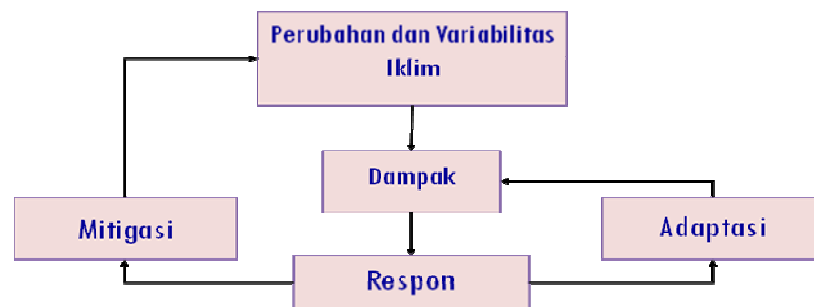 Perubahan dan Variabilitas
Iklim
Dampak
Mitigasi
Adaptasi
Respon